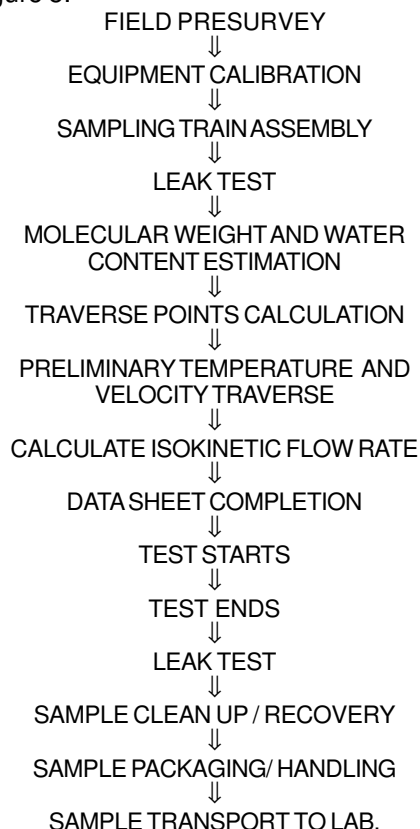 FIELD PRESURVEY
⇓
EQUIPMENT CALIBRATION
⇓
SAMPLING TRAIN ASSEMBLY
⇓
LEAK TEST
⇓
MOLECULAR WEIGHT AND WATER
CONTENT ESTIMATION
⇓
TRAVERSE POINTS CALCULATION
⇓
PRELIMINARY TEMPERATURE AND
VELOCITY TRAVERSE
⇓
CALCULATE ISOKINETIC FLOW RATE
⇓
DATA SHEET COMPLETION
⇓
TEST STARTS
⇓
TEST ENDS
⇓
LEAK TEST
⇓
SAMPLE CLEAN UP / RECOVERY
⇓
SAMPLE PACKAGING/ HANDLING
⇓
SAMPLE TRANSPORT TO LAB.